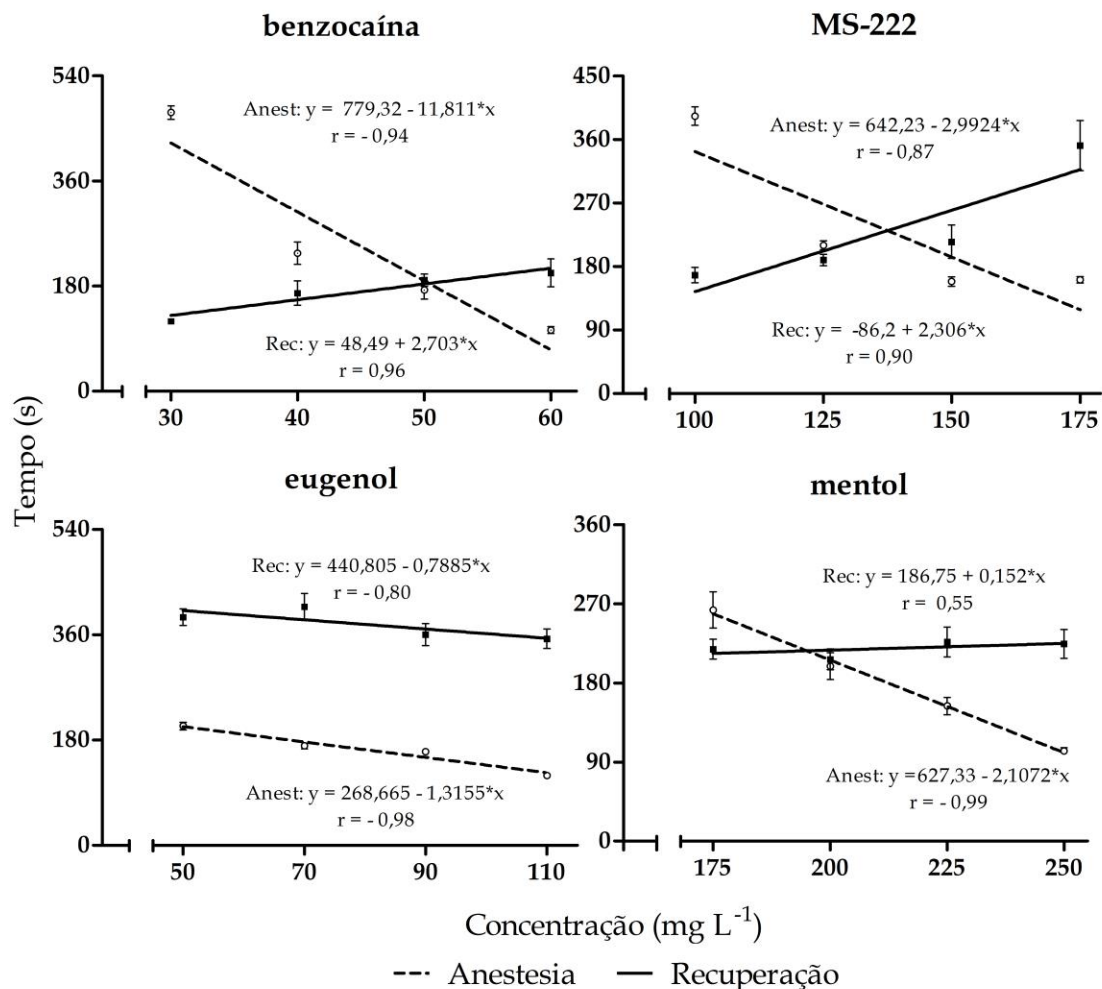 benzocaína
540
360
180
0
Anest: y = 779,32 - 11,811*x
r = - 0,94
Rec: y = 48,49 + 2,703*x
r = 0,96
30 40 50 60
MS-222
450
360
270
180
90
0
Anest: y = 642,23 - 2,9924*x
r = - 0,87
Rec: y = -86,2 + 2,306*x
r = 0,90
100 125 150 175
Tempo (s)
eugenol
540
360
180
0
Rec: y = 440,805 - 0,7885*x
r = - 0,80
Anest: y = 268,665 - 1,3155*x
r = - 0,98
50 70 90 110
mentol
360
270
180
90
0
Rec: y = 186,75 + 0,152*x
r = 0,55
Anest: y =627,33 - 2,1072*x
r = - 0,99
175 200 225 250
Concentração (mg L⁻¹)
Anestesia Recuperação